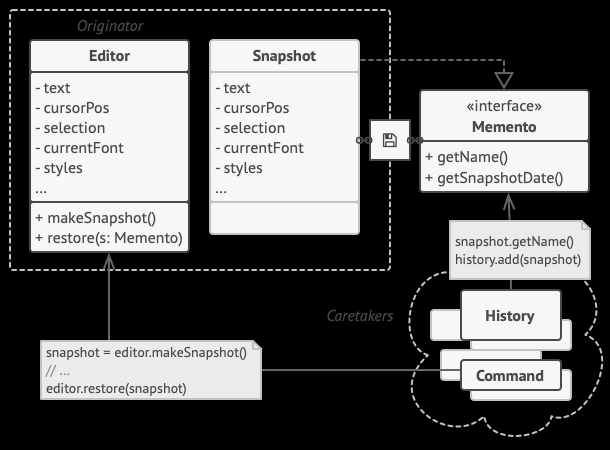 Originator
Editor
- text
- cursorPos
- selection
- currentFont
- styles
...
+ makeSnapshot()
+ restore(s: Memento)
Snapshot
- text
- cursorPos
- selection
- currentFont
- styles
...
«interface»
Memento
+ getName()
+ getSnapshotDate()
snapshot.getName()
history.add(snapshot)
Caretakers
History
Command
snapshot = editor.makeSnapshot()
// ...
editor.restore(snapshot)